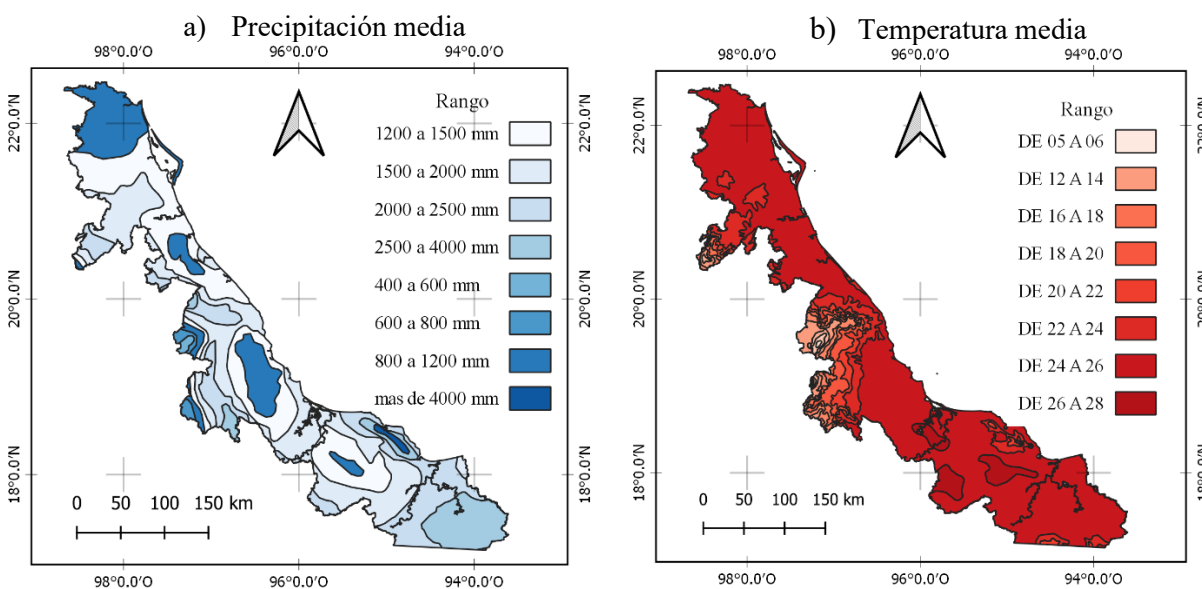 a) Precipitación media
98°0.0'O 96°0.0'O 94°0.0'O
22°0.0'N
20°0.0'N
18°0.0'N
Rango
1200 a 1500 mm
1500 a 2000 mm
2000 a 2500 mm
2500 a 4000 mm
400 a 600 mm
600 a 800 mm
800 a 1200 mm
mas de 4000 mm
0 50 100 150 km
22°0.0'N
20°0.0'N
18°0.0'N
98°0.0'O 96°0.0'O 94°0.0'O
b) Temperatura media
98°0.0'O 96°0.0'O 94°0.0'O
Rango
DE 05 A 06
DE 12 A 14
DE 16 A 18
DE 18 A 20
DE 20 A 22
DE 22 A 24
DE 24 A 26
DE 26 A 28
0 50 100 150 km
98°0.0'O 96°0.0'O 94°0.0'O